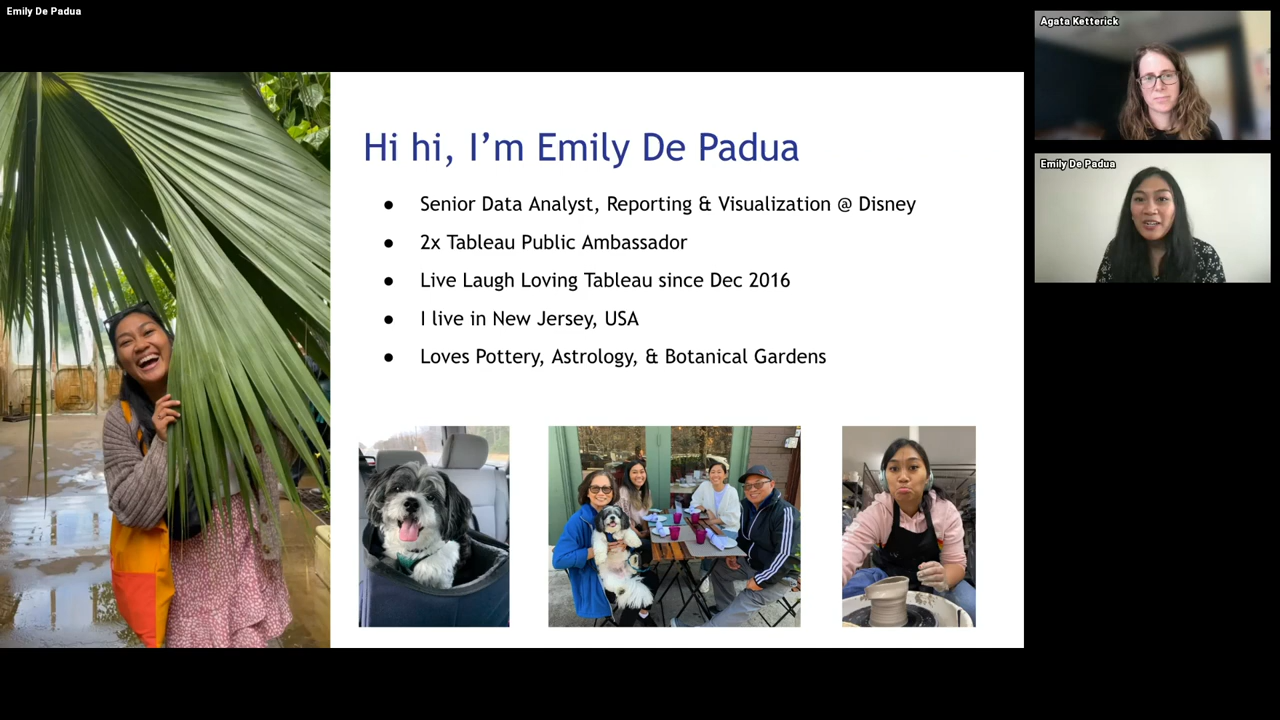 Emily De Padua
Agata Ketterick
Emily De Padua
Hi hi, I'm Emily De Padua
● Senior Data Analyst, Reporting & Visualization @ Disney
● 2x Tableau Public Ambassador
● Live Laugh Loving Tableau since Dec 2016
● I live in New Jersey, USA
● Loves Pottery, Astrology, & Botanical Gardens